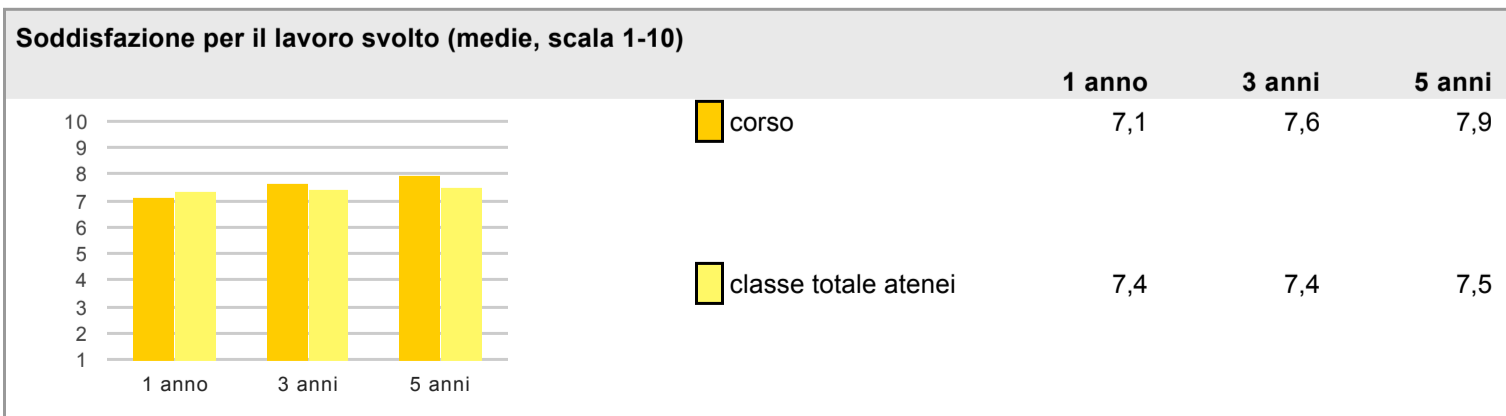 Soddisfazione per il lavoro svolto (medie, scala 1-10)
1 anno 3 anni 5 anni
corso 7,1 7,6 7,9
classe totale atenei 7,4 7,4 7,5
10
9
8
7
6
5
4
3
2
1
1 anno 3 anni 5 anni